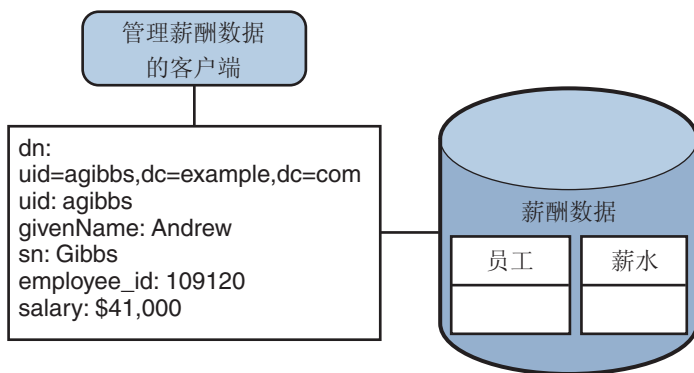 管理薪酬数据
的客户端
dn:
uid=agibbs,dc=example,dc=com
uid: agibbs
givenName: Andrew
sn: Gibbs
employee_id: 109120
salary: $41,000
薪酬数据
员工
薪水